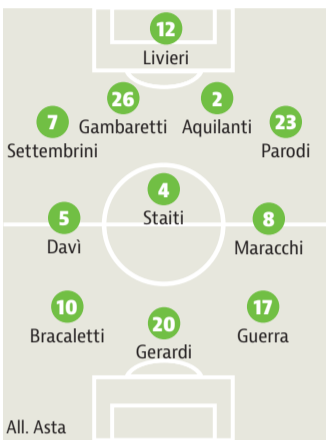 12
Livieri
26
Gambaretti
2
Aquilanti
7
Settembrini
23
Parodi
4
Staiti
5
Davì
8
Maracchi
10
Bracaletti
20
Gerardi
17
Guerra
All. Asta